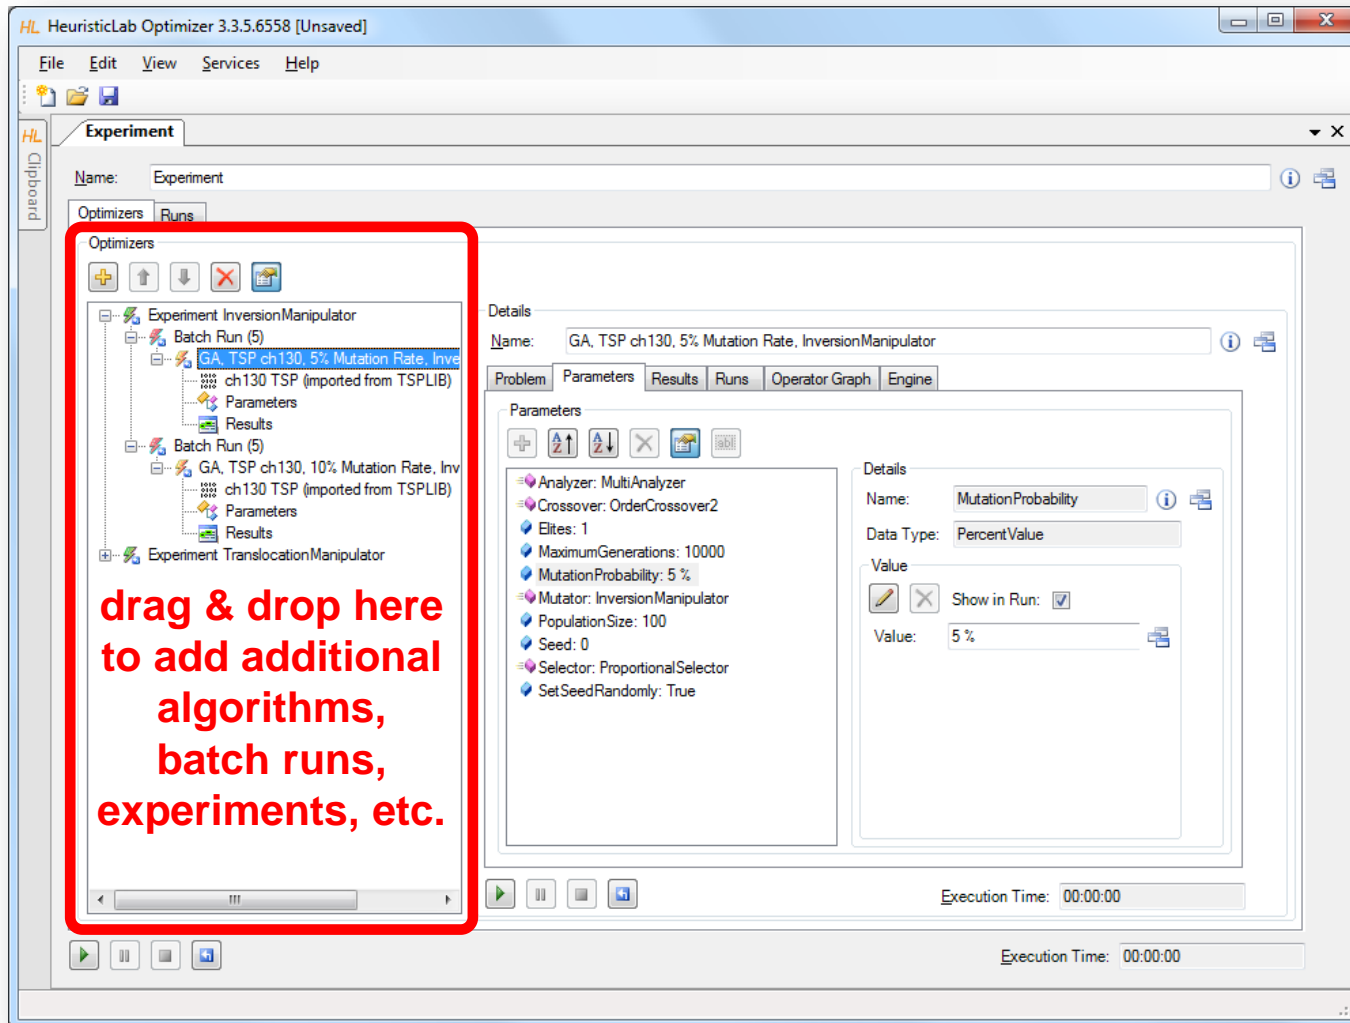 HL HeuristicLab Optimizer 3.3.5.6558 [Unsaved]
File Edit View Services Help
HL Clipboard
Experiment
Name: Experiment
Optimizers Runs
Optimizers
Experiment InversionManipulator
Batch Run (5)
GA, TSP ch130, 5% Mutation Rate, Inve
ch130 TSP (imported from TSPLIB)
Parameters
Results
Batch Run (5)
GA, TSP ch130, 10% Mutation Rate, Inv
ch130 TSP (imported from TSPLIB)
Parameters
Results
Experiment TranslocationManipulator
drag & drop here
to add additional
algorithms,
batch runs,
experiments, etc.
Details
Name: GA, TSP ch130, 5% Mutation Rate, InversionManipulator
Problem Parameters Results Runs Operator Graph Engine
Parameters
Analyzer: MultiAnalyzer
Crossover: OrderCrossover2
Elites: 1
MaximumGenerations: 10000
MutationProbability: 5 %
Mutator: InversionManipulator
PopulationSize: 100
Seed: 0
Selector: ProportionalSelector
SetSeedRandomly: True
Details
Name: MutationProbability
Data Type: PercentValue
Value
Show in Run:
Value: 5 %
Execution Time: 00:00:00
Execution Time: 00:00:00